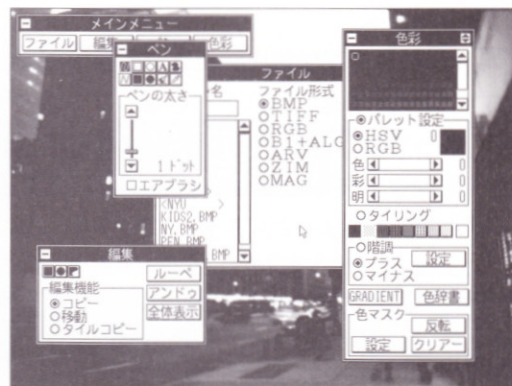 メインメニュー
ファイル 編集 色彩
ペン
A
ペンの太さ
1ドット
□エアブラシ
ファイル
名
ファイル形式
◉BMP
○TIFF
○RGB
○B1+ALO
○ARV
○ZIM
○MAG
<NYU >
KIDS2.BMP
NY.BMP
PEN.BMP
BMP
編集
ルーペ
編集機能
アンドゥ
◉コピー
全体表示
○移動
○タイルコピー
色彩
◉パレット設定
◉HSV 0
○RGB
色 0
彩 0
明 0
○タイリング
○階調
◉プラス 設定
○マイナス
GRADIENT 色辞書
色マスク
反転
設定 クリアー